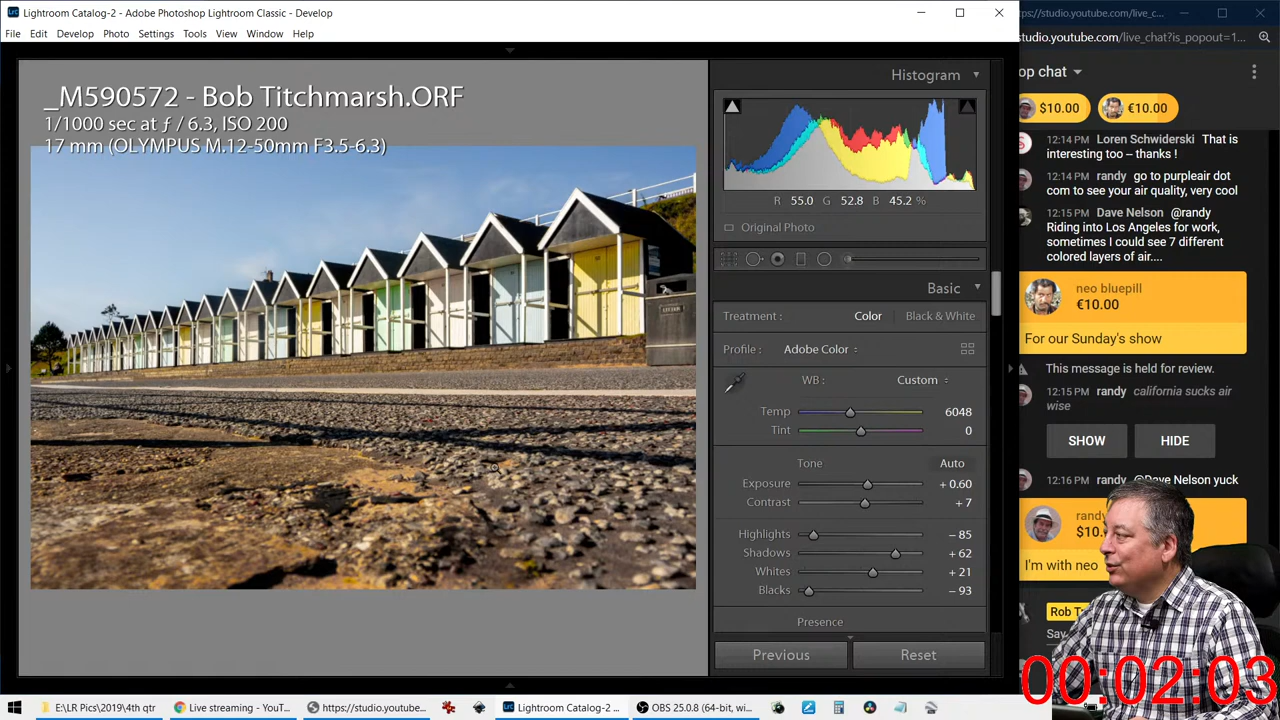 Lightroom Catalog-2 - Adobe Photoshop Lightroom Classic - Develop
File Edit Develop Photo Settings Tools View Window Help
_M590572 - Bob Titchmarsh.ORF
1/1000 sec at ƒ / 6.3, ISO 200
17 mm (OLYMPUS M.12-50mm F3.5-6.3)
Histogram
R 55.0 G 52.8 B 45.2 %
Original Photo
Basic
Treatment : Color Black & White
Profile : Adobe Color
WB : Custom
Temp 6048
Tint 0
Tone Auto
Exposure + 0.60
Contrast + 7
Highlights – 85
Shadows + 62
Whites + 21
Blacks – 93
Presence
Previous Reset
ttps://studio.youtube.com/live_c...
studio.youtube.com/live_chat?is_popout=1...
op chat
$10.00 €10.00
12:14 PM Loren Schwiderski That is
interesting too – thanks !
12:14 PM randy go to purpleair dot
com to see your air quality, very cool
12:15 PM Dave Nelson @randy
Riding into Los Angeles for work,
sometimes I could see 7 different
colored layers of air....
neo bluepill
€10.00
For our Sunday's show
This message is held for review.
12:15 PM randy california sucks air
wise
SHOW HIDE
12:16 PM randy @Dave Nelson yuck
rand
$10.
I'm with neo
Rob T
Say
00:02:03
E:\LR Pics\2019\4th qtr
Live streaming - YouT...
https://studio.youtube...
Lightroom Catalog-2 ...
OBS 25.0.8 (64-bit, wi...